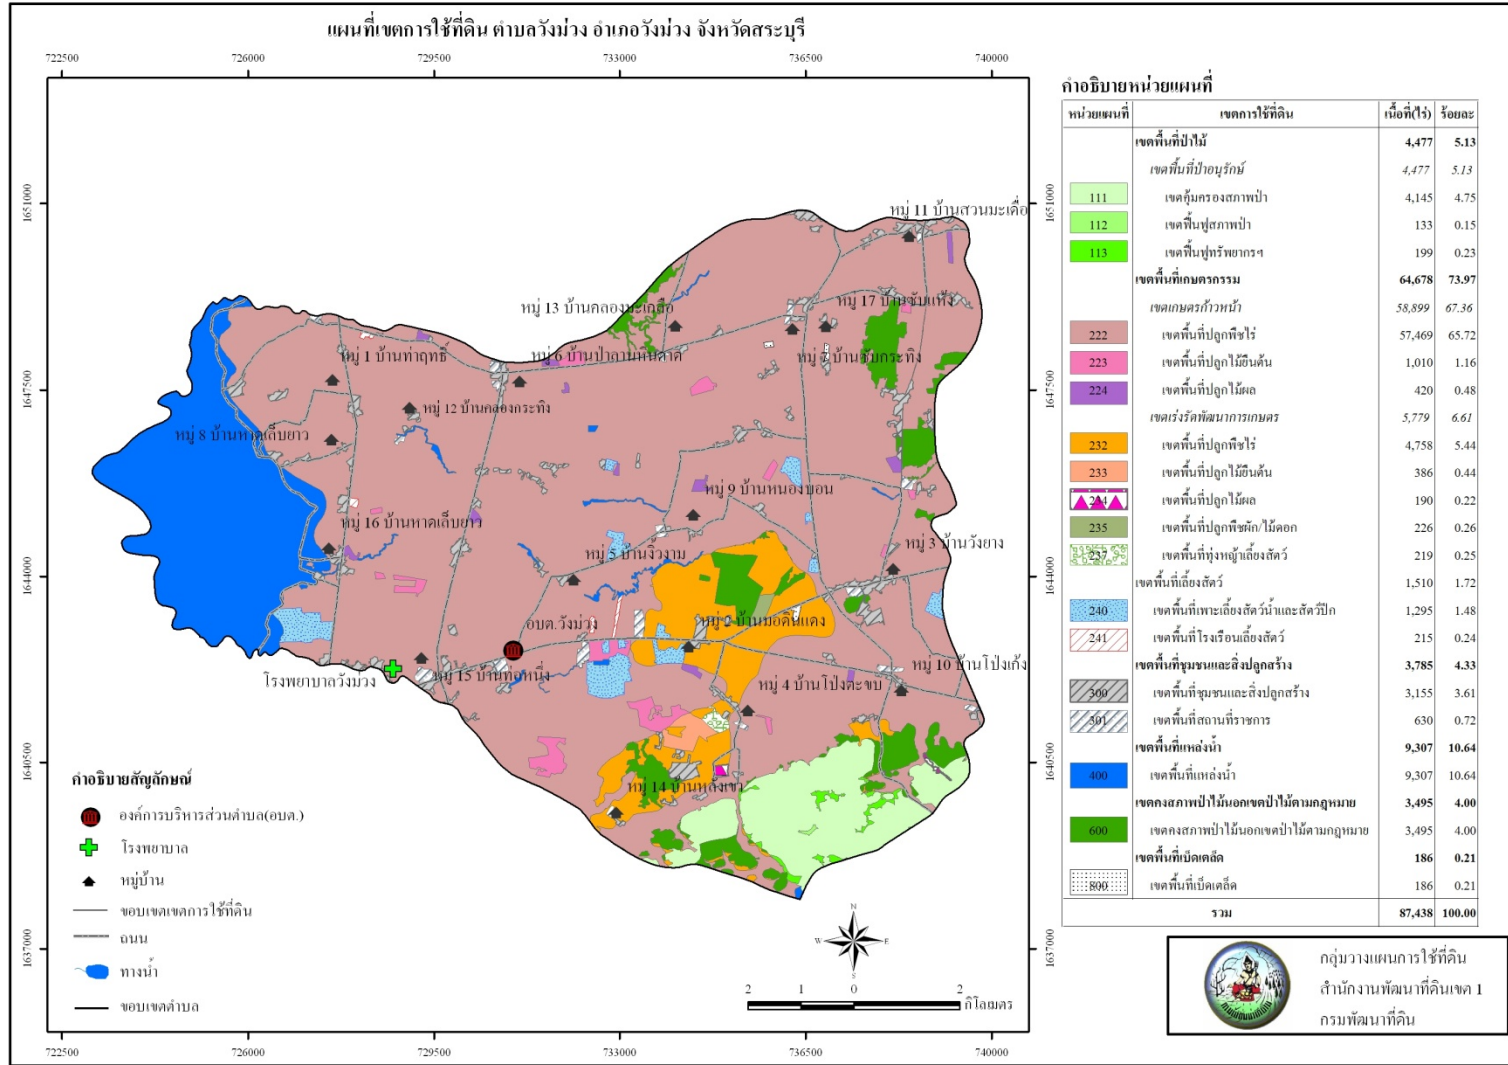 แผนที่เขตการใช้ที่ดิน ตำบลวังม่วง อำเภอวังม่วง จังหวัดสระบุรี
722500 726000 729500 733000 736500 740000
1651000
1647500
1644000
1640500
1637000
หมู่ 11 บ้านสวนมะเดื่อ
หมู่ 13 บ้านคลองมะเกลือ
หมู่ 17 บ้านซับแห้ง
หมู่ 1 บ้านท่าฤทธิ์
หมู่ 6 บ้านป่าลานหินดาด
หมู่ 7 บ้านซับกระทิง
หมู่ 12 บ้านคลองกระทิง
หมู่ 8 บ้านหาดเล็บยาว
หมู่ 9 บ้านหนองบอน
หมู่ 16 บ้านหาดเล็บยาว
หมู่ 5 บ้านงิ้วงาม
หมู่ 3 บ้านวังยาง
อบต.วังม่วง
หมู่ 2 บ้านมอดินแดง
หมู่ 10 บ้านโป่งเก้ง
โรงพยาบาลวังม่วง
หมู่ 15 บ้านท่อหนึ่ง
หมู่ 4 บ้านโป่งตะขบ
หมู่ 14 บ้านหลังเขา
คำอธิบายสัญลักษณ์
องค์การบริหารส่วนตำบล(อบต.)
โรงพยาบาล
หมู่บ้าน
ขอบเขตเขตการใช้ที่ดิน
ถนน
ทางน้ำ
ขอบเขตตำบล
N
W E
S
2 1 0 2
กิโลเมตร
1651000
1647500
1644000
1640500
1637000
722500 726000 729500 733000 736500 740000
คำอธิบายหน่วยแผนที่
หน่วยแผนที่ เขตการใช้ที่ดิน เนื้อที่(ไร่) ร้อยละ
เขตพื้นที่ป่าไม้ 4,477 5.13
เขตพื้นที่ป่าอนุรักษ์ 4,477 5.13
111 เขตคุ้มครองสภาพป่า 4,145 4.75
112 เขตฟื้นฟูสภาพป่า 133 0.15
113 เขตฟื้นฟูทรัพยากรฯ 199 0.23
เขตพื้นที่เกษตรกรรม 64,678 73.97
เขตเกษตรก้าวหน้า 58,899 67.36
222 เขตพื้นที่ปลูกพืชไร่ 57,469 65.72
223 เขตพื้นที่ปลูกไม้ยืนต้น 1,010 1.16
224 เขตพื้นที่ปลูกไม้ผล 420 0.48
เขตเร่งรัดพัฒนาการเกษตร 5,779 6.61
232 เขตพื้นที่ปลูกพืชไร่ 4,758 5.44
233 เขตพื้นที่ปลูกไม้ยืนต้น 386 0.44
234 เขตพื้นที่ปลูกไม้ผล 190 0.22
235 เขตพื้นที่ปลูกพืชผัก/ไม้ดอก 226 0.26
237 เขตพื้นที่ทุ่งหญ้าเลี้ยงสัตว์ 219 0.25
เขตพื้นที่เลี้ยงสัตว์ 1,510 1.72
240 เขตพื้นที่เพาะเลี้ยงสัตว์น้ำและสัตว์ปีก 1,295 1.48
241 เขตพื้นที่โรงเรือนเลี้ยงสัตว์ 215 0.24
เขตพื้นที่ชุมชนและสิ่งปลูกสร้าง 3,785 4.33
300 เขตพื้นที่ชุมชนและสิ่งปลูกสร้าง 3,155 3.61
301 เขตพื้นที่สถานที่ราชการ 630 0.72
เขตพื้นที่แหล่งน้ำ 9,307 10.64
400 เขตพื้นที่แหล่งน้ำ 9,307 10.64
เขตคงสภาพป่าไม้นอกเขตป่าไม้ตามกฎหมาย 3,495 4.00
600 เขตคงสภาพป่าไม้นอกเขตป่าไม้ตามกฎหมาย 3,495 4.00
เขตพื้นที่เบ็ดเตล็ด 186 0.21
800 เขตพื้นที่เบ็ดเตล็ด 186 0.21
รวม 87,438 100.00
กลุ่มวางแผนการใช้ที่ดิน
สำนักงานพัฒนาที่ดินเขต 1
กรมพัฒนาที่ดิน